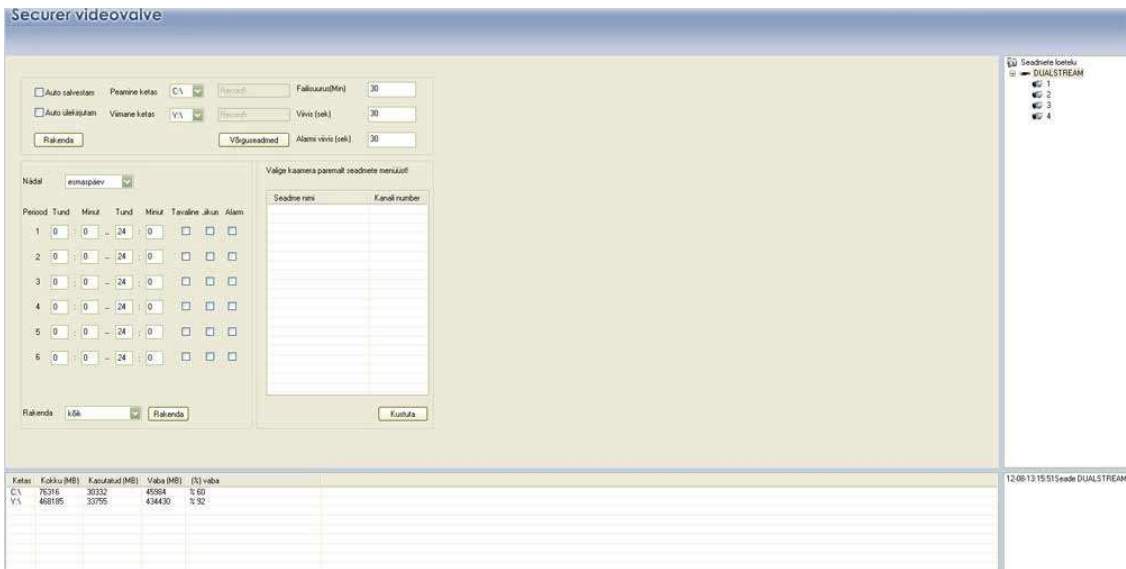 Securer videovalve
Auto salvestam Peamine ketas C:\ Failisuurus(Min) 30
Auto ülekirjutam Viimane ketas Y:\ Viivis (sek) 30
Rakenda Võrguseadmed Alarmi viivis (sek) 30
Nädal esmaspäev
Periood Tund Minut Tund Minut Tavaline Jikun Alarm
1 0 : 0 - 24 : 0
2 0 : 0 - 24 : 0
3 0 : 0 - 24 : 0
4 0 : 0 - 24 : 0
5 0 : 0 - 24 : 0
6 0 : 0 - 24 : 0
Rakenda kõik Rakenda
Valige kaamera paremalt seadmete menüüst!
Seadme nimi Kanali number
Kustuta
Seadmete loetelu
DUALSTREAM
1
2
3
4
Ketas Kokku (MB) Kasutatud (MB) Vaba (MB) (%) vaba
C:\ 76316 30332 45984 % 60
Y:\ 468185 33755 434430 % 92
12-08-13:15:51Seade DUALSTREAM